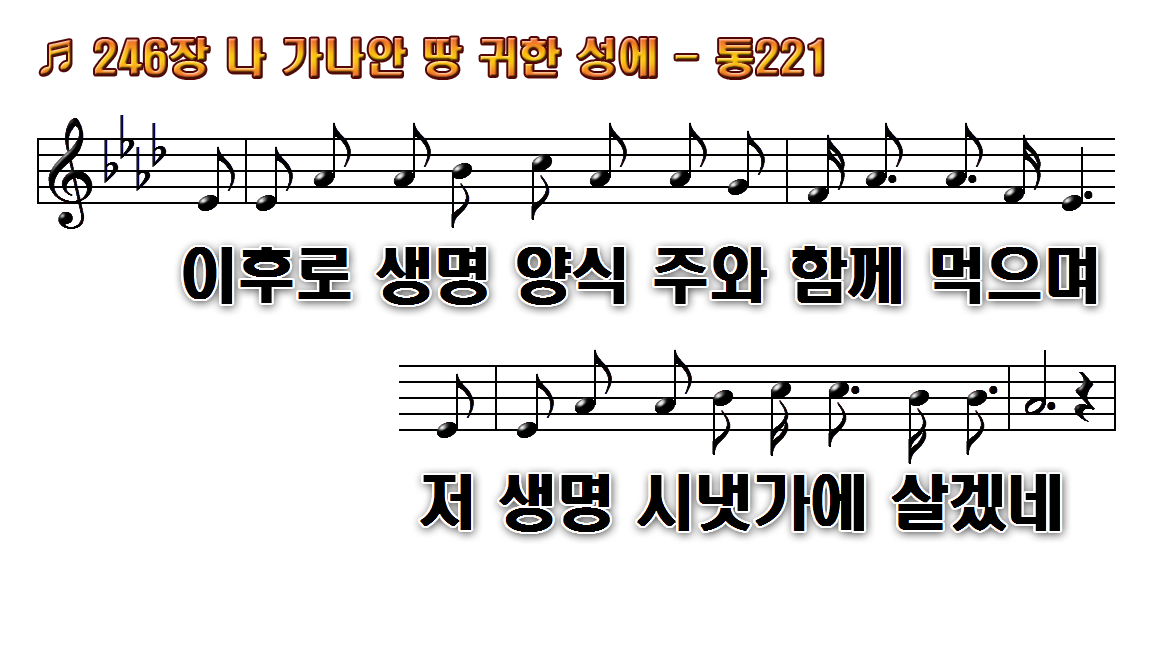 ♬ 246장 나 가나안 땅 귀한 성에 - 통221
이후로 생명 양식 주와 함께 먹으며
저 생명 시냇가에 살겠네